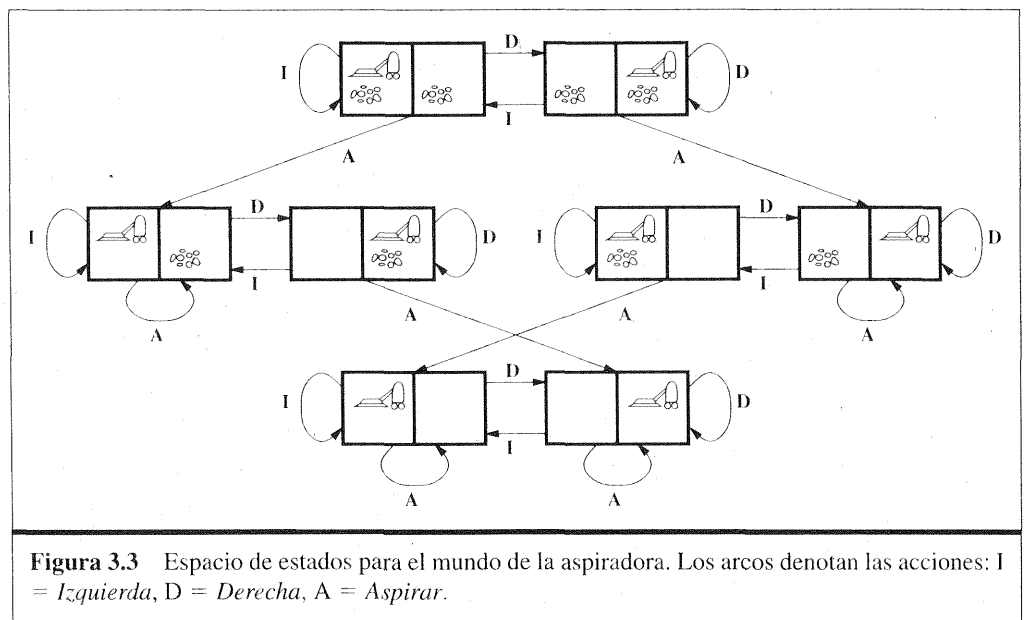 D
I
D
I
A
A
D
D
I
D
I
D
I
I
A
A
A
A
D
I
D
I
A
A
Figura 3.3 Espacio de estados para el mundo de la aspiradora. Los arcos denotan las acciones: I
= Izquierda, D = Derecha, A = Aspirar.